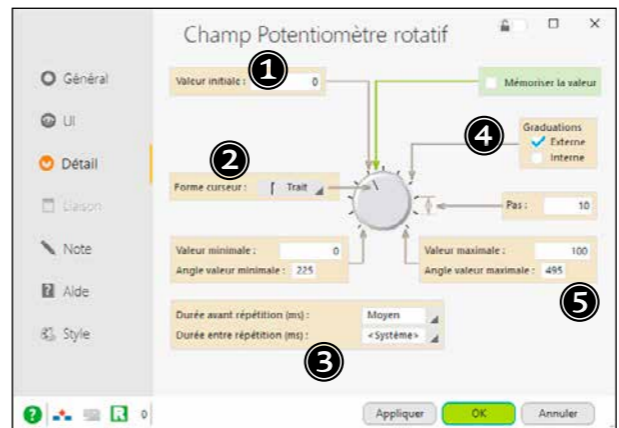 Champ Potentiomètre rotatif
Général
UI
Détail
Liaison
Note
Aide
Style
1
Valeur initiale : 0
Mémoriser la valeur
4
Graduations
Externe
Interne
2
Forme curseur : Trait
Pas : 10
Valeur minimale : 0
Angle valeur minimale : 225
Valeur maximale : 100
Angle valeur maximale : 495
5
Durée avant répétition (ms) : Moyen
Durée entre répétition (ms) : <Système>
3
? R 0
Appliquer
OK
Annuler